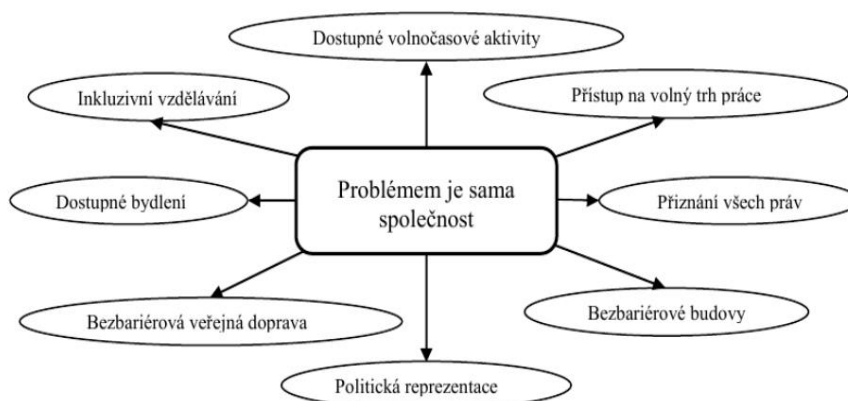 Dostupné volnočasové aktivity
Inkluzivní vzdělávání
Přístup na volný trh práce
Problémem je sama
společnost
Dostupné bydlení
Přiznání všech práv
Bezbariérová veřejná doprava
Bezbariérové budovy
Politická reprezentace